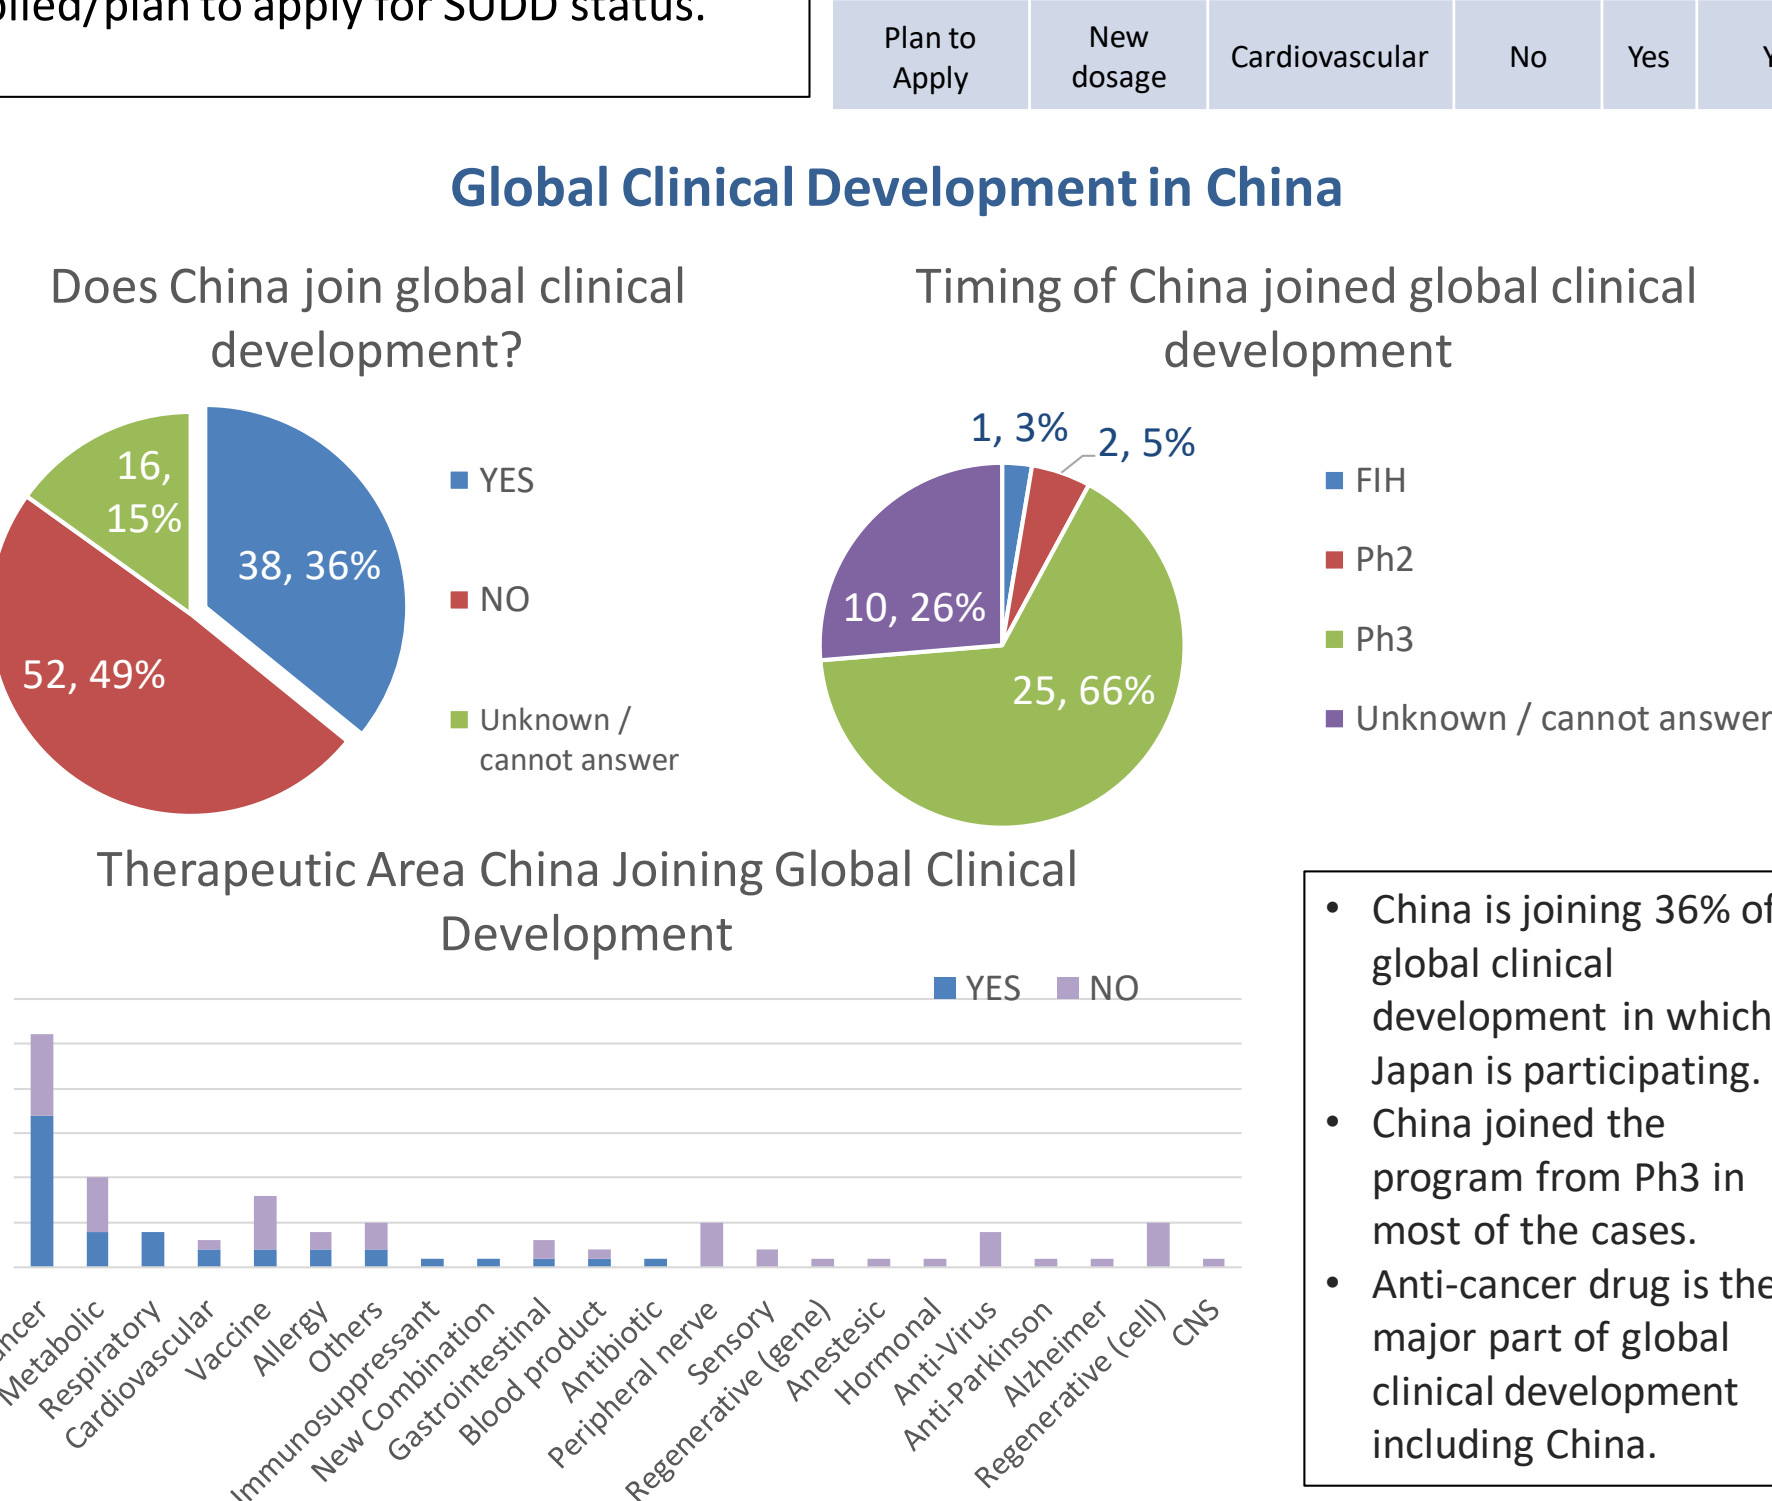 to apply for SUDD status.
Plan to
Apply
New
dosage
Cardiovascular
No
Yes
Global Clinical Development in China
Does China join global clinical
development?
16,
15%
38, 36%
52, 49%
YES
NO
Unknown /
cannot answer
Timing of China joined global clinical
development
1, 3%
2, 5%
10, 26%
25, 66%
FIH
Ph2
Ph3
Unknown / cannot answer
Therapeutic Area China Joining Global Clinical
Development
YES NO
Metabolic
Respiratory
Cardiovascular
Vaccine
Allergy
Others
Immunosuppressant
New Combination
Gastrointestinal
Blood product
Antibiotic
Peripheral nerve
Sensory
Regenerative (gene)
Anestesic
Hormonal
Anti-Virus
Anti-Parkinson
Alzheimer
Regenerative (cell)
CNS
• China is joining 36% of
global clinical
development in which
Japan is participating.
• China joined the
program from Ph3 in
most of the cases.
• Anti-cancer drug is the
major part of global
clinical development
including China.